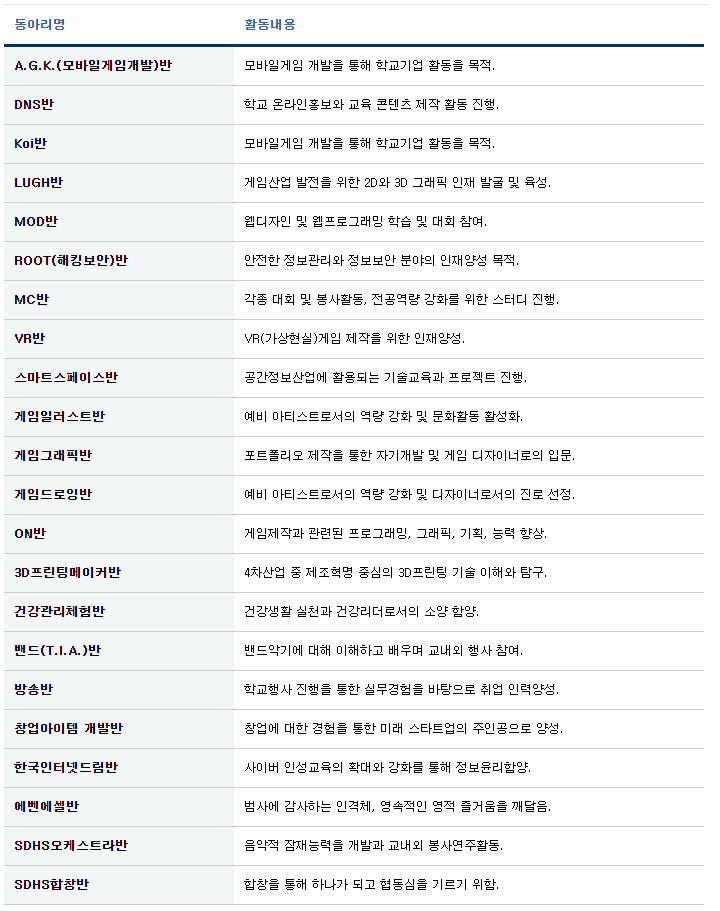 동아리명 활동내용
A.G.K.(모바일게임개발)반 모바일게임 개발을 통해 학교기업 활동을 목적.
DNS반 학교 온라인홍보와 교육 콘텐츠 제작 활동 진행.
Koi반 모바일게임 개발을 통해 학교기업 활동을 목적.
LUGH반 게임산업 발전을 위한 2D와 3D 그래픽 인재 발굴 및 육성.
MOD반 웹디자인 및 웹프로그래밍 학습 및 대회 참여.
ROOT(해킹보안)반 안전한 정보관리와 정보보안 분야의 인재양성 목적.
MC반 각종 대회 및 봉사활동, 전공역량 강화를 위한 스터디 진행.
VR반 VR(가상현실)게임 제작을 위한 인재양성.
스마트스페이스반 공간정보산업에 활용되는 기술교육과 프로젝트 진행.
게임일러스트반 예비 아티스트로서의 역량 강화 및 문화활동 활성화.
게임그래픽반 포트폴리오 제작을 통한 자기개발 및 게임 디자이너로의 입문.
게임드로잉반 예비 아티스트로서의 역량 강화 및 디자이너로서의 진로 선정.
ON반 게임제작과 관련된 프로그래밍, 그래픽, 기획, 능력 향상.
3D프린팅메이커반 4차산업 중 제조혁명 중심의 3D프린팅 기술 이해와 탐구.
건강관리체험반 건강생활 실천과 건강리더로서의 소양 함양.
밴드(T.I.A.)반 밴드악기에 대해 이해하고 배우며 교내외 행사 참여.
방송반 학교행사 진행을 통한 실무경험을 바탕으로 취업 인력양성.
창업아이템 개발반 창업에 대한 경험을 통한 미래 스타트업의 주인공으로 양성.
한국인터넷드림반 사이버 인성교육의 확대와 강화를 통해 정보윤리함양.
에벤에셀반 범사에 감사하는 인격체, 영속적인 영적 즐거움을 깨달음.
SDHS오케스트라반 음악적 잠재능력을 개발과 교내외 봉사연주활동.
SDHS합창반 합창을 통해 하나가 되고 협동심을 기르기 위함.